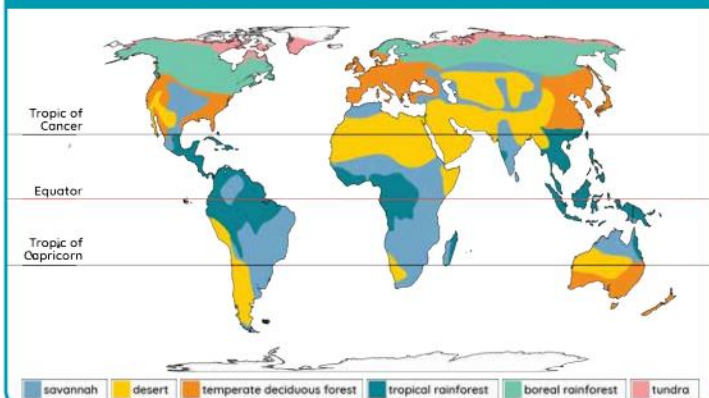 Tropic of
Cancer
Equator
Tropic of
Capricorn
savannah desert temperate deciduous forest tropical rainforest boreal rainforest tundra